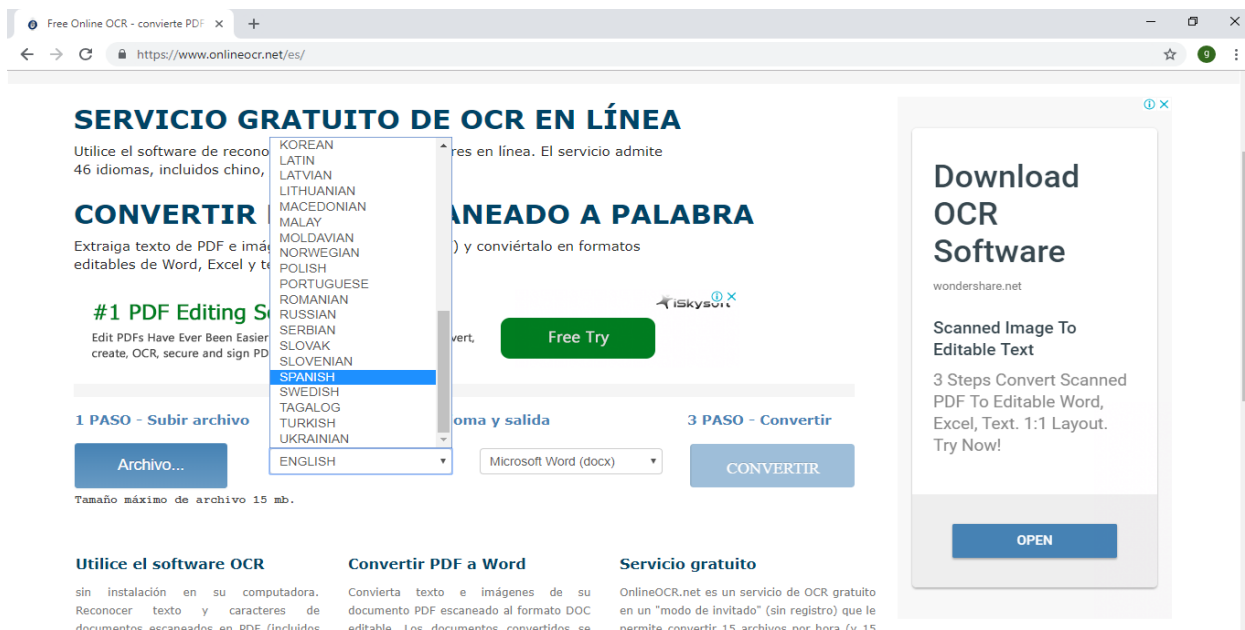 Free Online OCR - convierte PDF
https://www.onlineocr.net/es/
g
SERVICIO GRATUITO DE OCR EN LÍNEA
Utilice el software de recono res en línea. El servicio admite
46 idiomas, incluidos chino,
CONVERTIR ANEADO A PALABRA
Extraiga texto de PDF e imá ) y conviértalo en formatos
editables de Word, Excel y te
#1 PDF Editing So
Edit PDFs Have Ever Been Easier vert,
create, OCR, secure and sign PD
iSkysoft
Free Try
KOREAN
LATIN
LATVIAN
LITHUANIAN
MACEDONIAN
MALAY
MOLDAVIAN
NORWEGIAN
POLISH
PORTUGUESE
ROMANIAN
RUSSIAN
SERBIAN
SLOVAK
SLOVENIAN
SPANISH
SWEDISH
TAGALOG
TURKISH
UKRAINIAN
1 PASO - Subir archivo
oma y salida
3 PASO - Convertir
Archivo...
ENGLISH
Microsoft Word (docx)
CONVERTIR
Tamaño máximo de archivo 15 mb.
Utilice el software OCR
sin instalación en su computadora.
Reconocer texto y caracteres de
documentos escaneados en PDF (incluidos
Convertir PDF a Word
Convierta texto e imágenes de su
documento PDF escaneado al formato DOC
editable. Los documentos convertidos se
Servicio gratuito
OnlineOCR.net es un servicio de OCR gratuito
en un "modo de invitado" (sin registro) que le
permite convertir 15 archivos por hora (y 15
Download
OCR
Software
wondershare.net
Scanned Image To
Editable Text
3 Steps Convert Scanned
PDF To Editable Word,
Excel, Text. 1:1 Layout.
Try Now!
OPEN